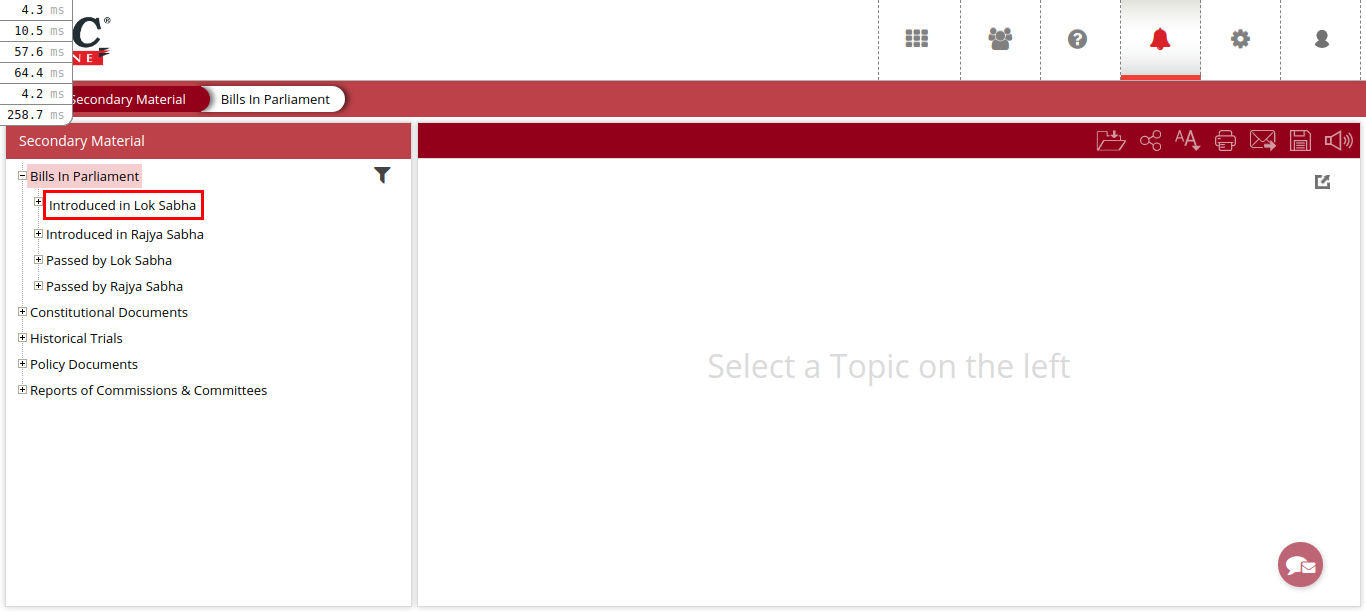 4.3 ms
10.5 ms
57.6 ms
64.4 ms
4.2 ms
258.7 ms
C®
NE
Secondary Material
Bills In Parliament
Secondary Material
Bills In Parliament
Introduced in Lok Sabha
Introduced in Rajya Sabha
Passed by Lok Sabha
Passed by Rajya Sabha
Constitutional Documents
Historical Trials
Policy Documents
Reports of Commissions & Committees
AA
Select a Topic on the left